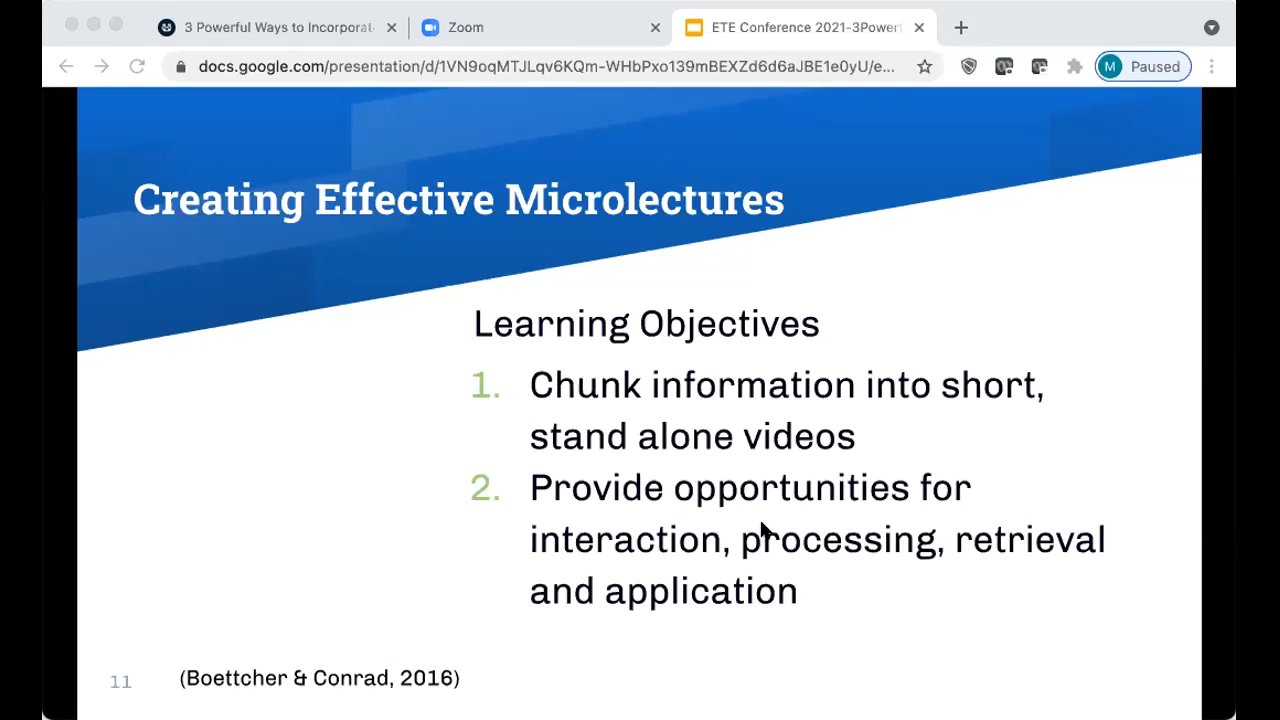 3 Powerful Ways to Incorporat
Zoom
ETE Conference 2021-3Power
docs.google.com/presentation/d/1VN9oqMTJLqv6KQm-WHbPxo139mBEXZd6d6aJBE1e0yU/e...
M Paused
Creating Effective Microlectures
Learning Objectives
1. Chunk information into short,
stand alone videos
2. Provide opportunities for
interaction, processing, retrieval
and application
11
(Boettcher & Conrad, 2016)